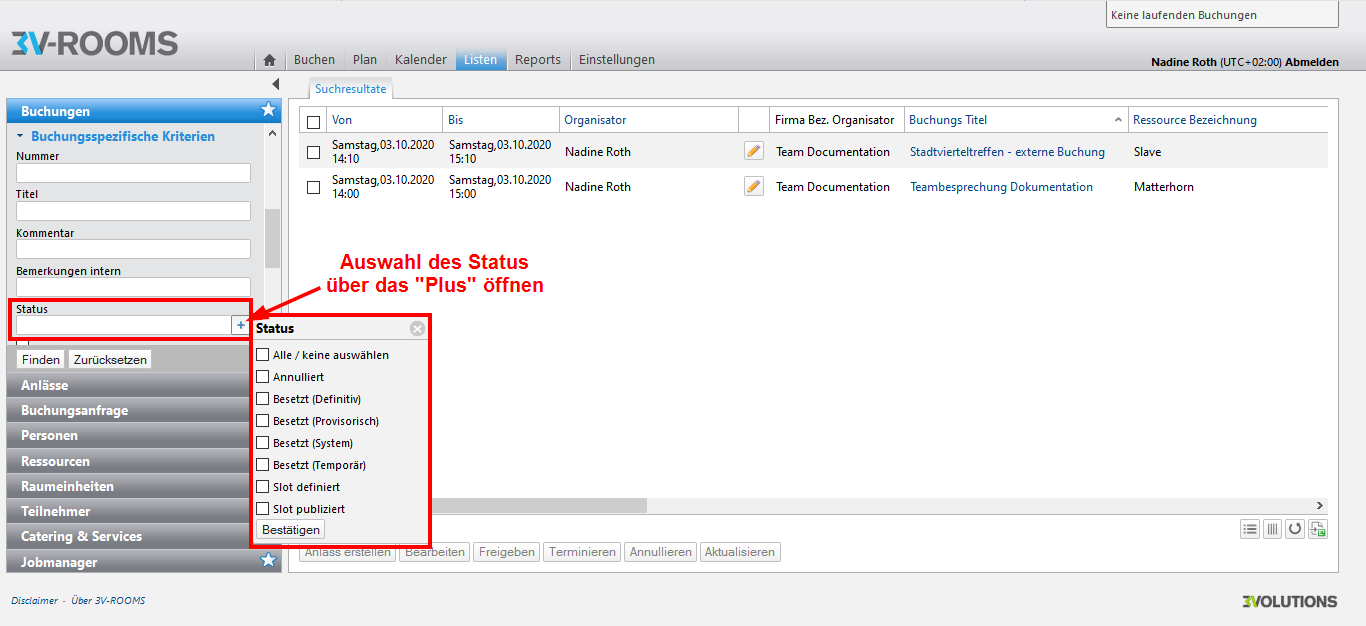 Keine laufenden Buchungen
3V-ROOMS
Buchen Plan Kalender Listen Reports Einstellungen
Nadine Roth (UTC+02:00) Abmelden
Buchungen
Buchungsspezifische Kriterien
Nummer
Titel
Kommentar
Bemerkungen intern
Status
+
Finden Zurücksetzen
Anlässe
Buchungsanfrage
Personen
Ressourcen
Raumeinheiten
Teilnehmer
Catering & Services
Jobmanager
Suchresultate
Von Bis Organisator Firma Bez. Organisator Buchungs Titel Ressource Bezeichnung
Samstag,03.10.2020 Samstag,03.10.2020
14:10 15:10 Nadine Roth Team Documentation Stadtvierteltreffen - externe Buchung Slave
Samstag,03.10.2020 Samstag,03.10.2020
14:00 15:00 Nadine Roth Team Documentation Teambesprechung Dokumentation Matterhorn
Auswahl des Status
über das "Plus" öffnen
Status
Alle / keine auswählen
Annulliert
Besetzt (Definitiv)
Besetzt (Provisorisch)
Besetzt (System)
Besetzt (Temporär)
Slot definiert
Slot publiziert
Bestätigen
Anlass erstellen Bearbeiten Freigeben Terminieren Annullieren Aktualisieren
Disclaimer - Über 3V-ROOMS
3VOLUTIONS